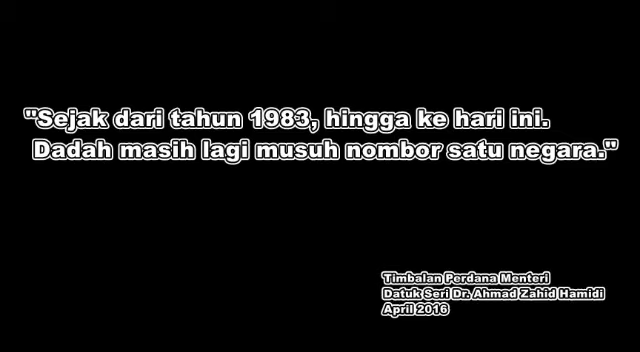 "Sejak dari tahun 1983, hingga ke hari ini.
Dadah masih lagi musuh nombor satu negara."
Timbalan Perdana Menteri
Datuk Seri Dr. Ahmad Zahid Hamidi
April 2016